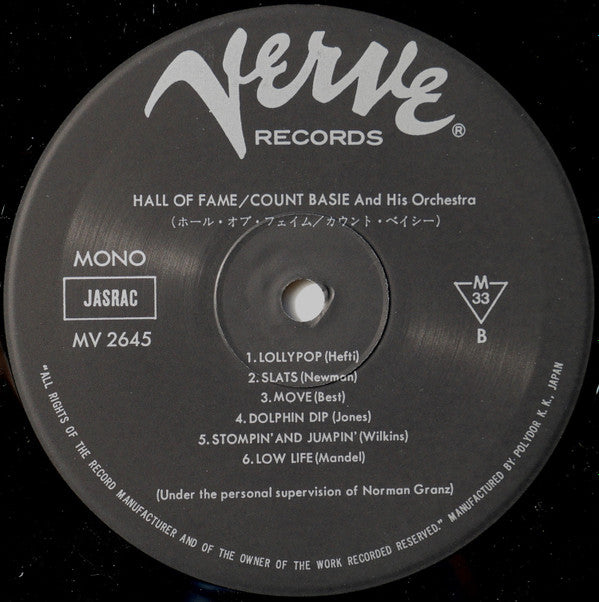 Verve
RECORDS ®
HALL OF FAME/COUNT BASIE And His Orchestra
(ホール・オブ・フェイム/カウント・ベイシー)
MONO
JASRAC
MV 2645
M
33
B
1. LOLLYPOP (Hefti)
2. SLATS (Newman)
3. MOVE (Best)
4. DOLPHIN DIP (Jones)
5. STOMPIN' AND JUMPIN' (Wilkins)
6. LOW LIFE (Mandel)
(Under the personal supervision of Norman Granz)
"ALL RIGHTS OF THE RECORD MANUFACTURER AND OF THE OWNER OF THE WORK RECORDED RESERVED." MANUFACTURED BY: POLYDOR K. K., JAPAN